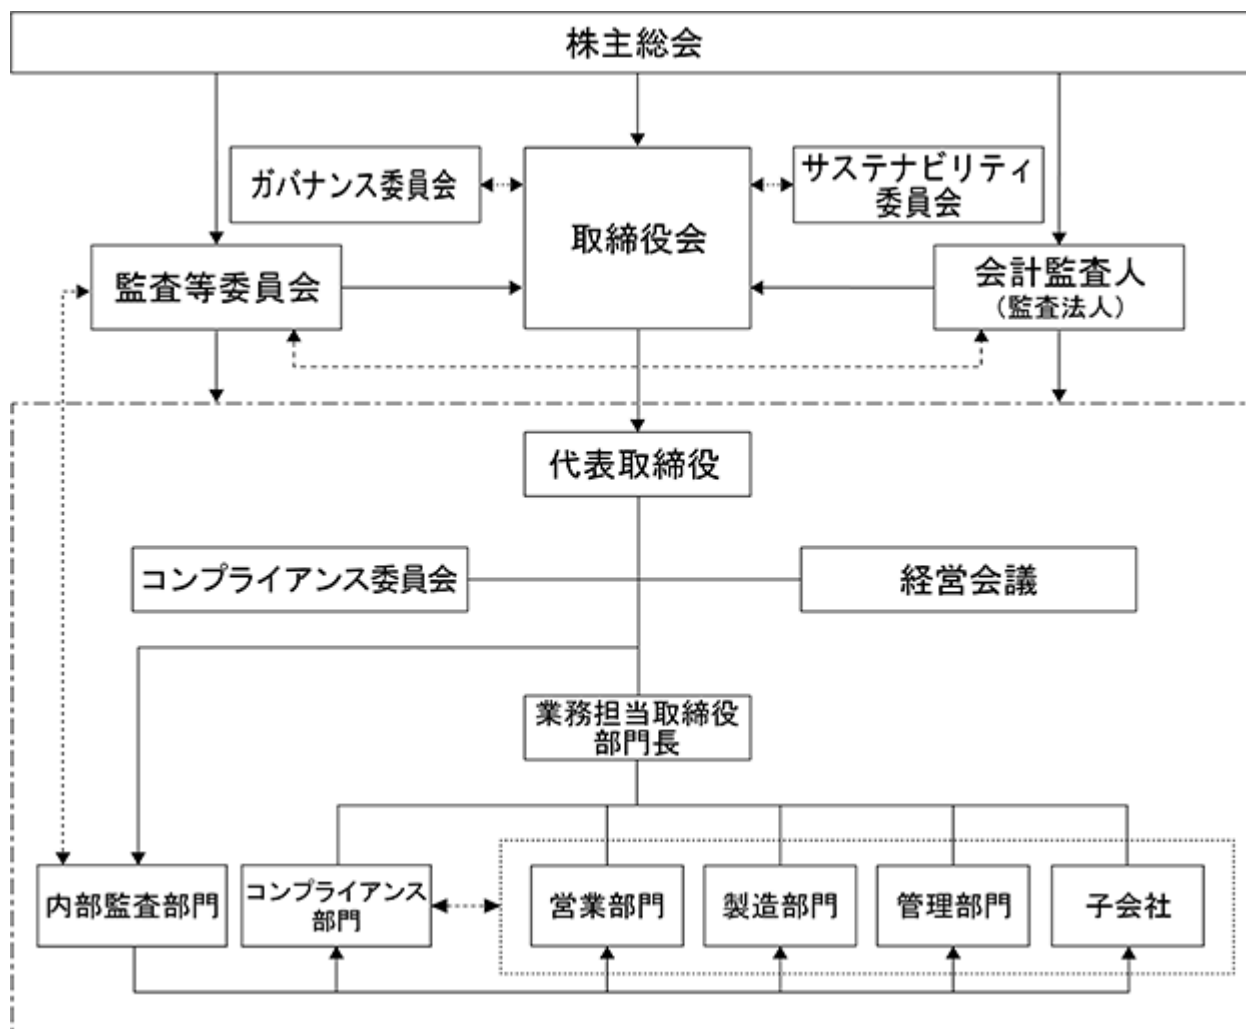 株主総会
ガバナンス委員会
サステナビリティ
委員会
取締役会
監査等委員会
会計監査人
（監査法人）
代表取締役
コンプライアンス委員会
経営会議
業務担当取締役
部門長
内部監査部門
コンプライアンス
部門
営業部門
製造部門
管理部門
子会社